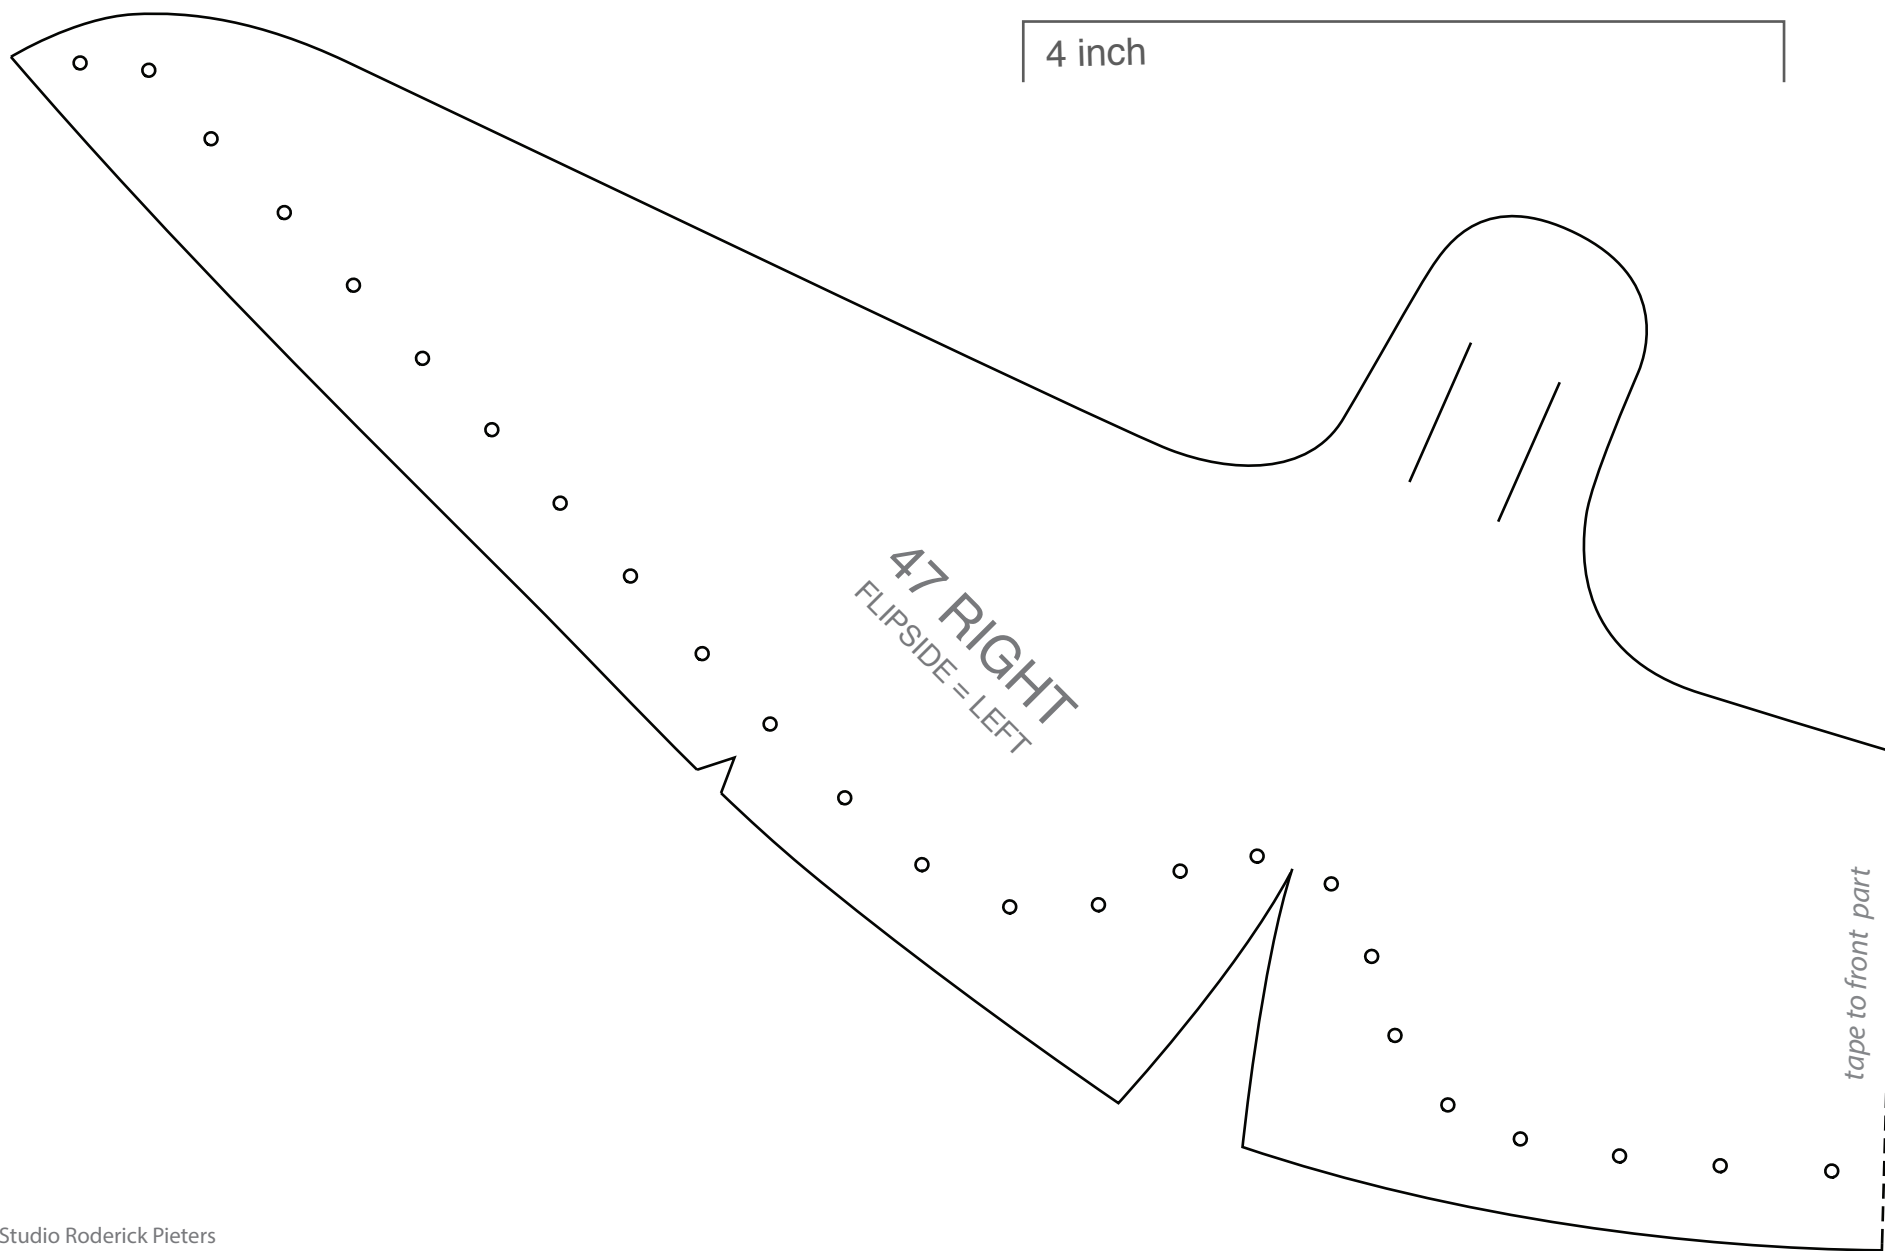 4 inch
47 RIGHT
FLIPSIDE = LEFT
tape to front part
Studio Roderick Pieters